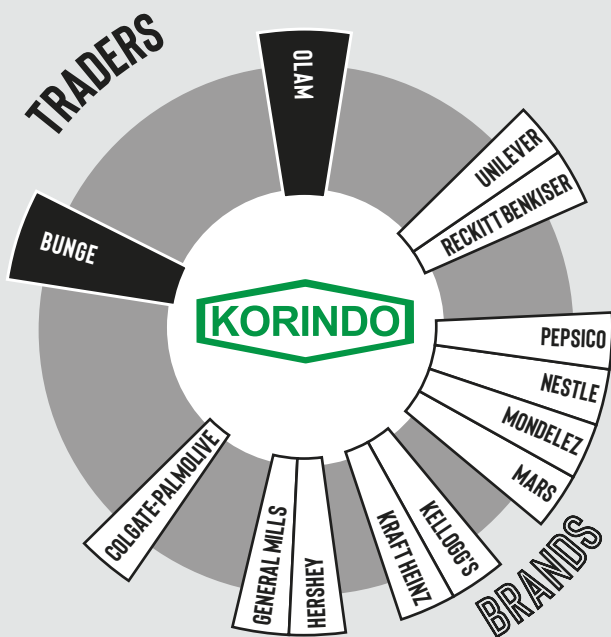 TRADERS
OLAM
BUNGE
UNILEVER
RECKITT BENKISER
KORINDO
PEPSICO
NESTLE
MONDELEZ
MARS
KELLOGG'S
KRAFT HEINZ
HERSHEY
GENERAL MILLS
COLGATE-PALMOLIVE
BRANDS